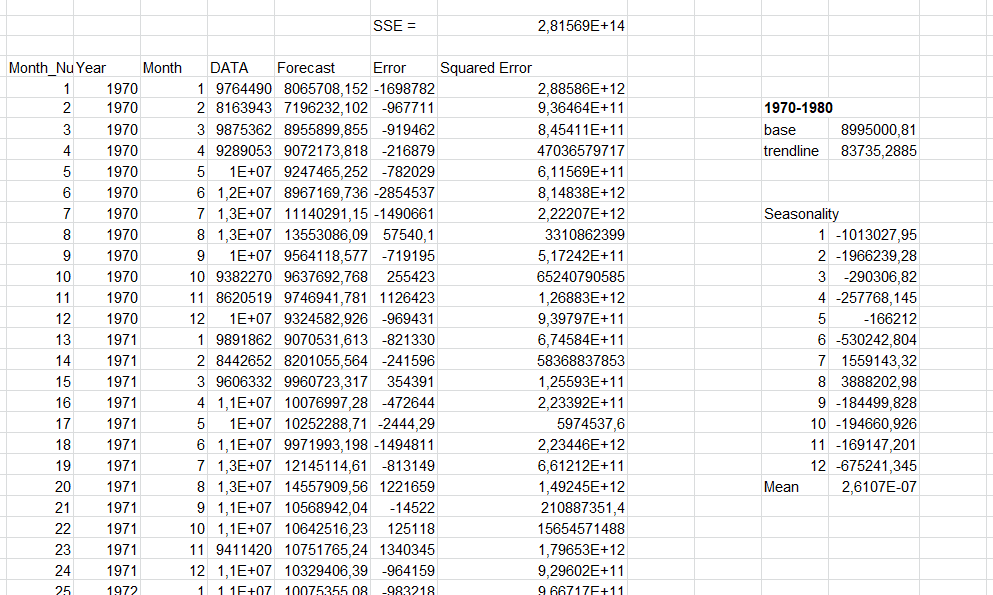 SSE = 2,81569E+14
Month_Nu Year Month DATA Forecast Error Squared Error
1 1970 1 9764490 8065708,152 -1698782 2,88586E+12
2 1970 2 8163943 7196232,102 -967711 9,36464E+11 1970-1980
3 1970 3 9875362 8955899,855 -919462 8,45411E+11 base 8995000,81
4 1970 4 9289053 9072173,818 -216879 47036579717 trendline 83735,2885
5 1970 5 1E+07 9247465,252 -782029 6,11569E+11
6 1970 6 1,2E+07 8967169,736 -2854537 8,14838E+12
7 1970 7 1,3E+07 11140291,15 -1490661 2,22207E+12 Seasonality
8 1970 8 1,3E+07 13553086,09 57540,1 3310862399 1 -1013027,95
9 1970 9 1E+07 9564118,577 -719195 5,17242E+11 2 -1966239,28
10 1970 10 9382270 9637692,768 255423 65240790585 3 -290306,82
11 1970 11 8620519 9746941,781 1126423 1,26883E+12 4 -257768,145
12 1970 12 1E+07 9324582,926 -969431 9,39797E+11 5 -166212
13 1971 1 9891862 9070531,613 -821330 6,74584E+11 6 -530242,804
14 1971 2 8442652 8201055,564 -241596 58368837853 7 1559143,32
15 1971 3 9606332 9960723,317 354391 1,25593E+11 8 3888202,98
16 1971 4 1,1E+07 10076997,28 -472644 2,23392E+11 9 -184499,828
17 1971 5 1E+07 10252288,71 -2444,29 5974537,6 10 -194660,926
18 1971 6 1,1E+07 9971993,198 -1494811 2,23446E+12 11 -169147,201
19 1971 7 1,3E+07 12145114,61 -813149 6,61212E+11 12 -675241,345
20 1971 8 1,3E+07 14557909,56 1221659 1,49245E+12 Mean 2,6107E-07
21 1971 9 1,1E+07 10568942,04 -14522 210887351,4
22 1971 10 1,1E+07 10642516,23 125118 15654571488
23 1971 11 9411420 10751765,24 1340345 1,79653E+12
24 1971 12 1,1E+07 10329406,39 -964159 9,29602E+11
25 1972 1 1,1E+07 10075355,08 -983218 9,66717E+11